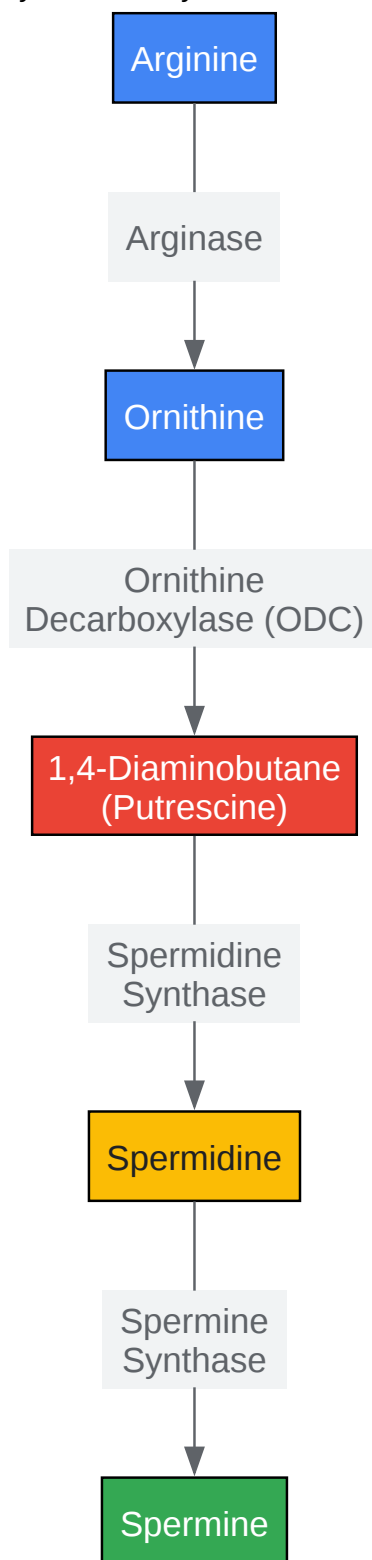 Arginine
Arginase
Ornithine
Ornithine
Decarboxylase (ODC)
1,4-Diaminobutane
(Putrescine)
Spermidine
Synthase
Spermidine
Spermine
Synthase
Spermine